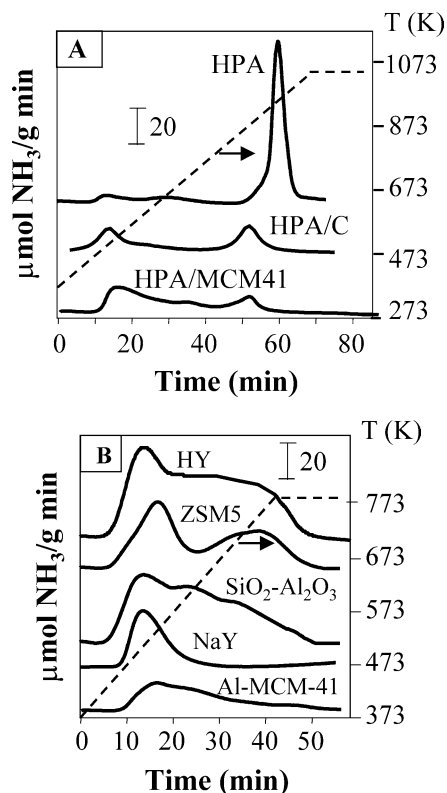 T (K)
A
HPA
1073
20
873
673
HPA/C
473
HPA/MCM41
273
μmol NH3/g min
0 20 40 60 80
Time (min)
T (K)
B
HY
20
773
ZSM5
673
SiO2-Al2O3
573
NaY
473
Al-MCM-41
373
μmol NH3/g min
0 10 20 30 40 50
Time (min)